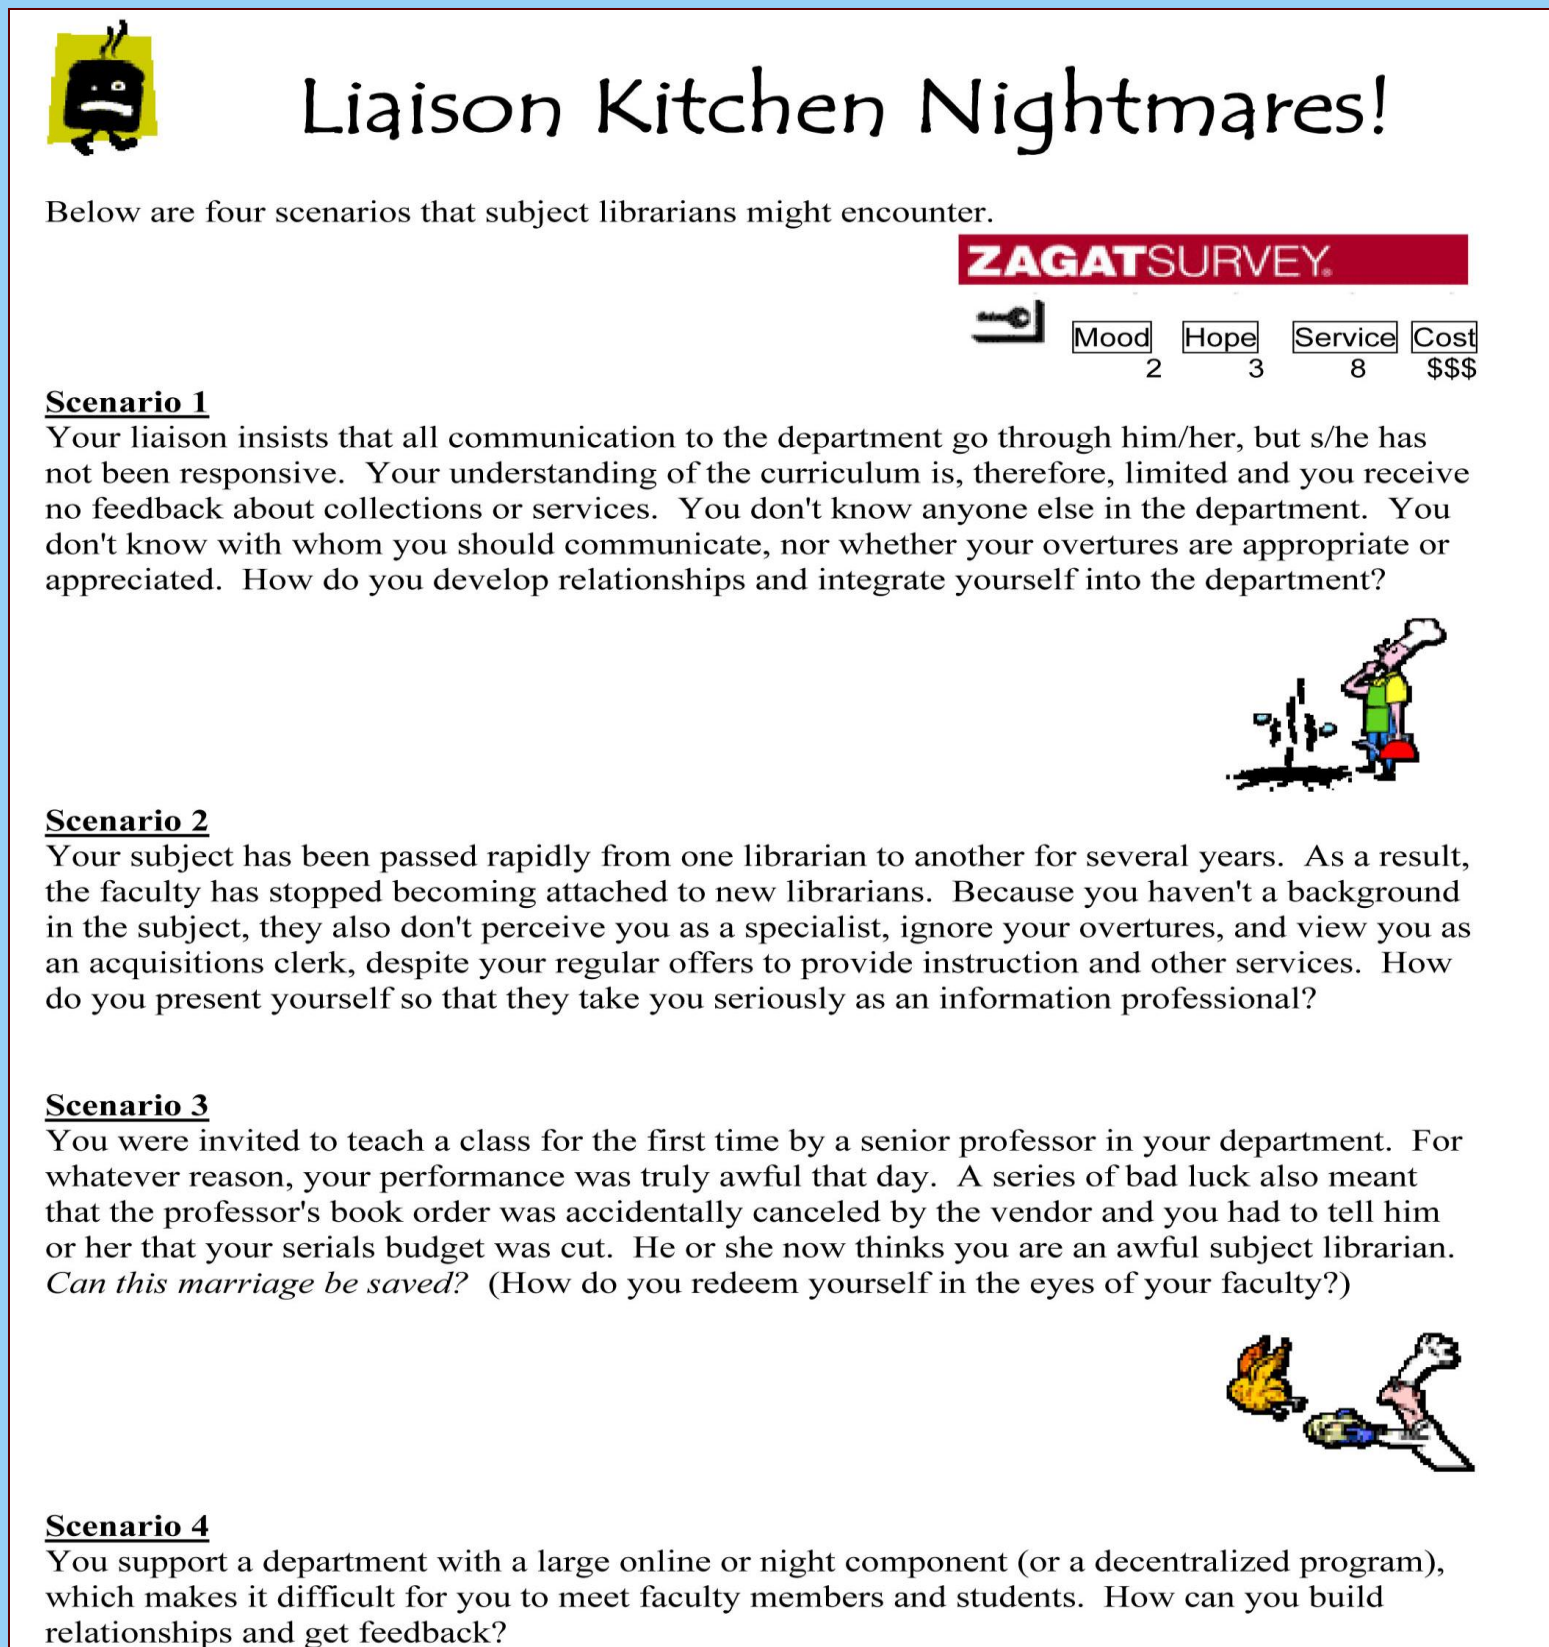 Liaison Kitchen Nightmares!
Below are four scenarios that subject librarians might encounter.
ZAGATSURVEY®
Mood Hope Service Cost
2 3 8 $$$
Scenario 1
Your liaison insists that all communication to the department go through him/her, but s/he has
not been responsive.  Your understanding of the curriculum is, therefore, limited and you receive
no feedback about collections or services.  You don't know anyone else in the department.  You
don't know with whom you should communicate, nor whether your overtures are appropriate or
appreciated.  How do you develop relationships and integrate yourself into the department?
Scenario 2
Your subject has been passed rapidly from one librarian to another for several years.  As a result,
the faculty has stopped becoming attached to new librarians.  Because you haven't a background
in the subject, they also don't perceive you as a specialist, ignore your overtures, and view you as
an acquisitions clerk, despite your regular offers to provide instruction and other services.  How
do you present yourself so that they take you seriously as an information professional?
Scenario 3
You were invited to teach a class for the first time by a senior professor in your department.  For
whatever reason, your performance was truly awful that day.  A series of bad luck also meant
that the professor's book order was accidentally canceled by the vendor and you had to tell him
or her that your serials budget was cut.  He or she now thinks you are an awful subject librarian.
Can this marriage be saved?  (How do you redeem yourself in the eyes of your faculty?)
Scenario 4
You support a department with a large online or night component (or a decentralized program),
which makes it difficult for you to meet faculty members and students.  How can you build
relationships and get feedback?